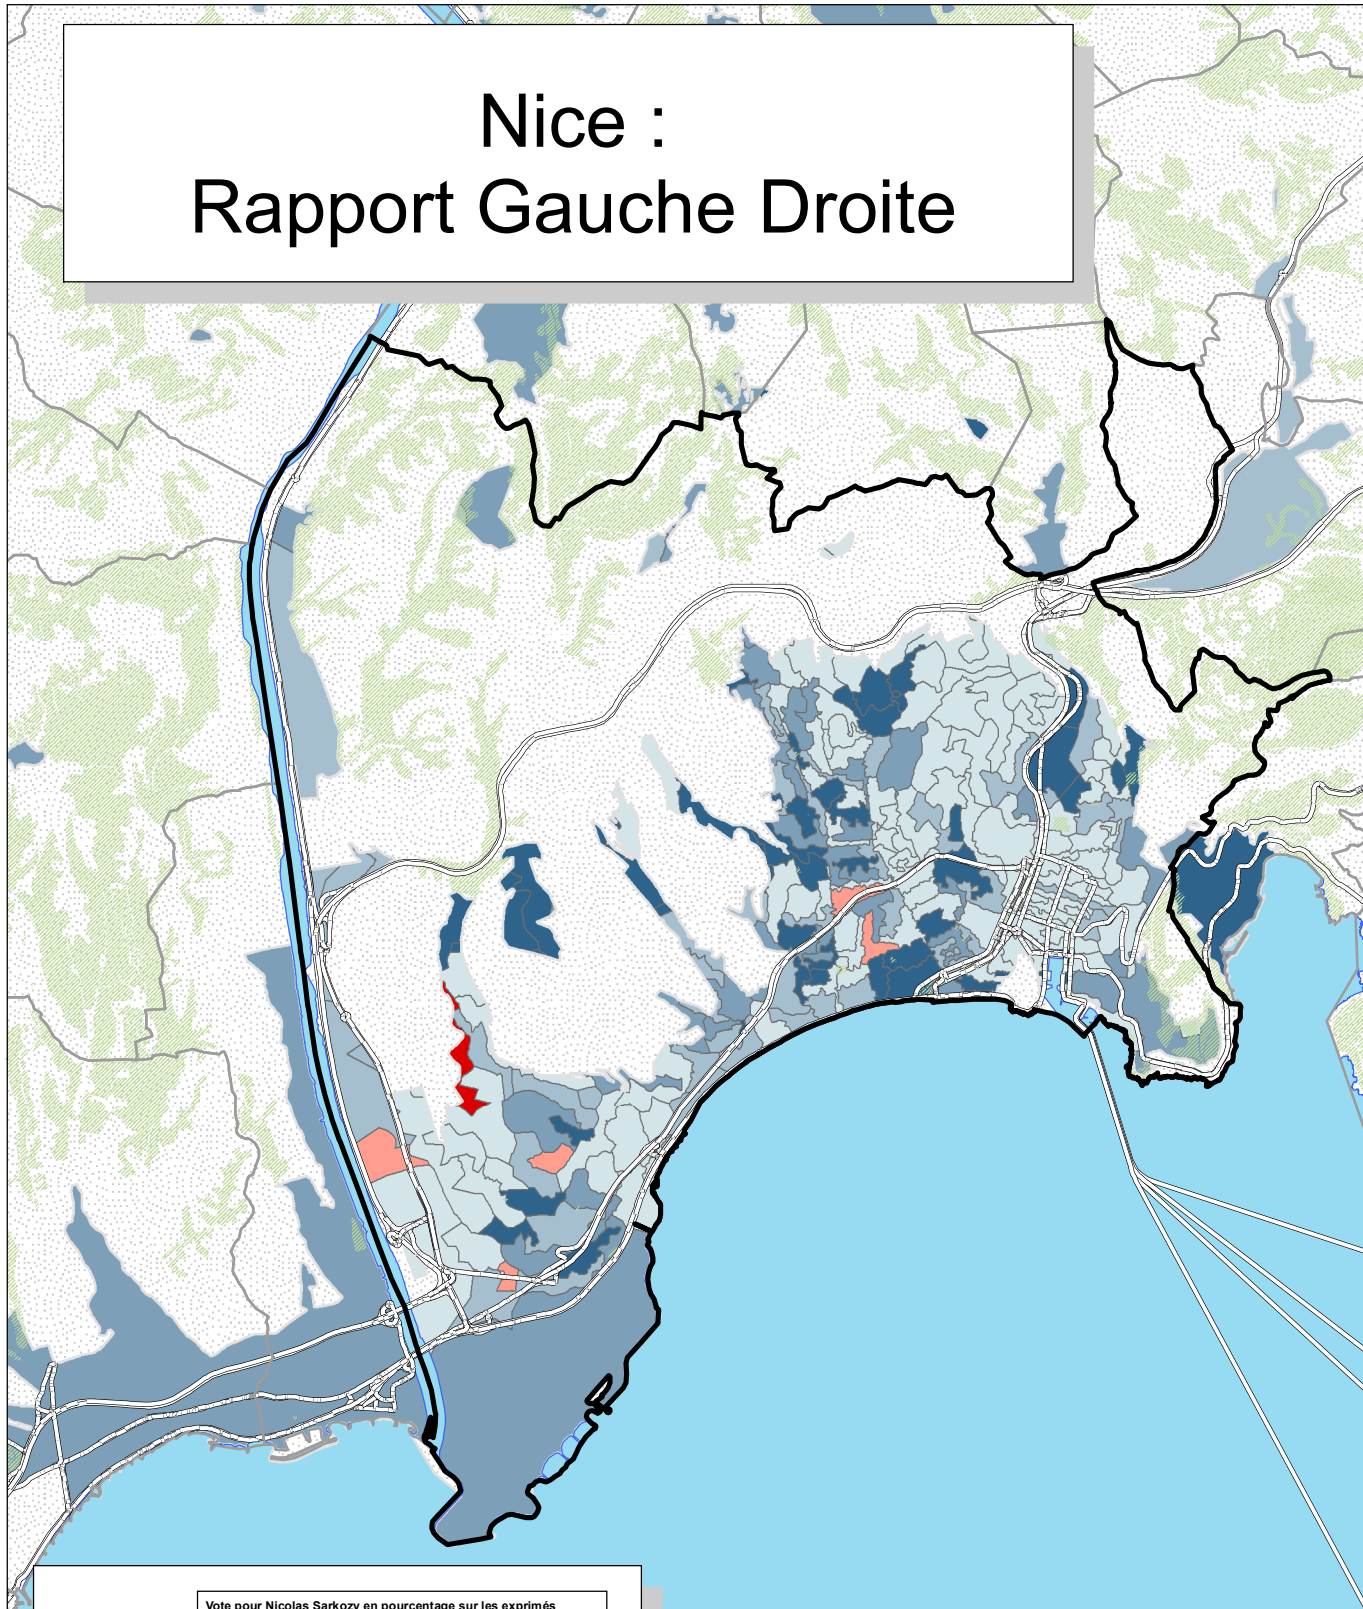 Nice :
Rapport Gauche Droite
Vote pour Nicolas Sarkozy en pourcentage sur les exprimés